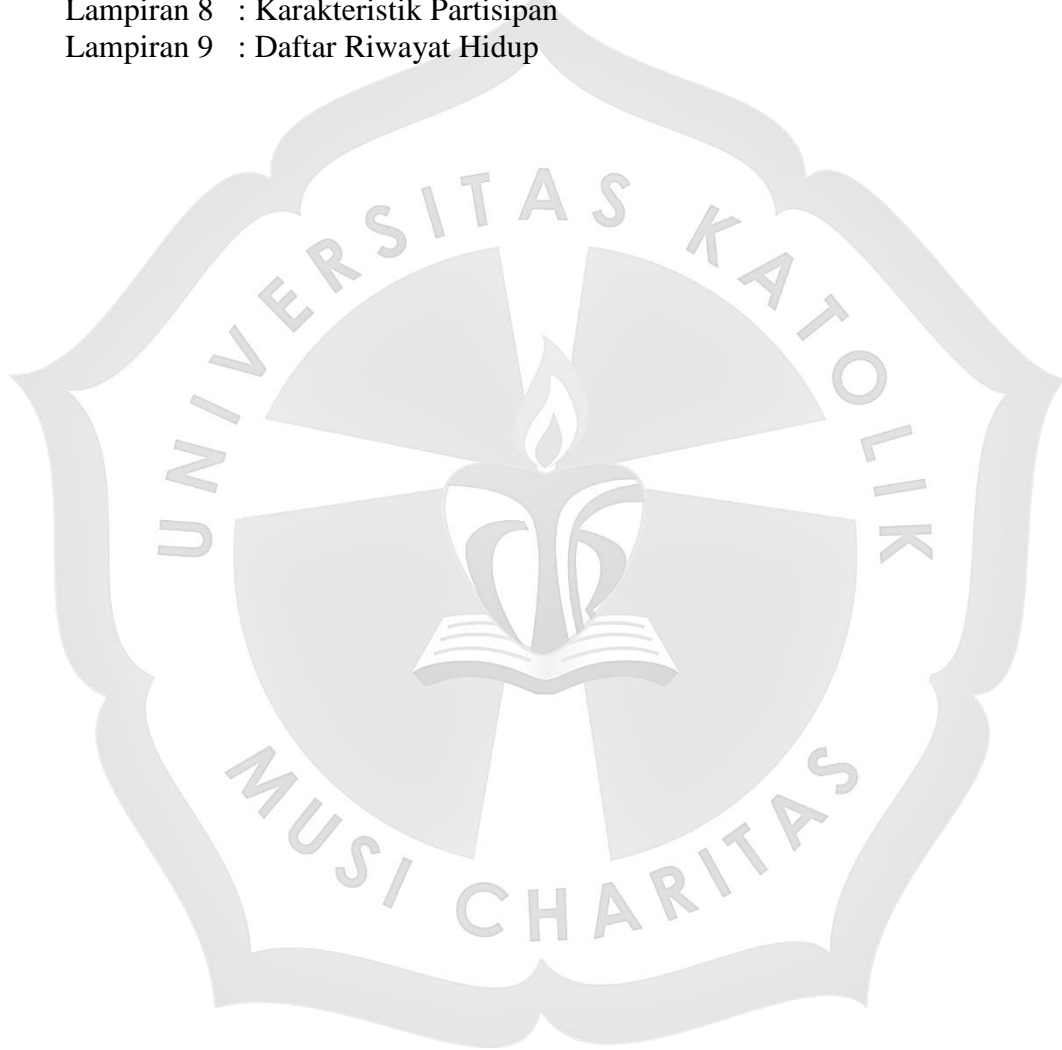 Lampiran 8 : Karakteristik Partisipan
Lampiran 9 : Daftar Riwayat Hidup
UNIVERSITAS KATOLIK
MUSI CHARITAS